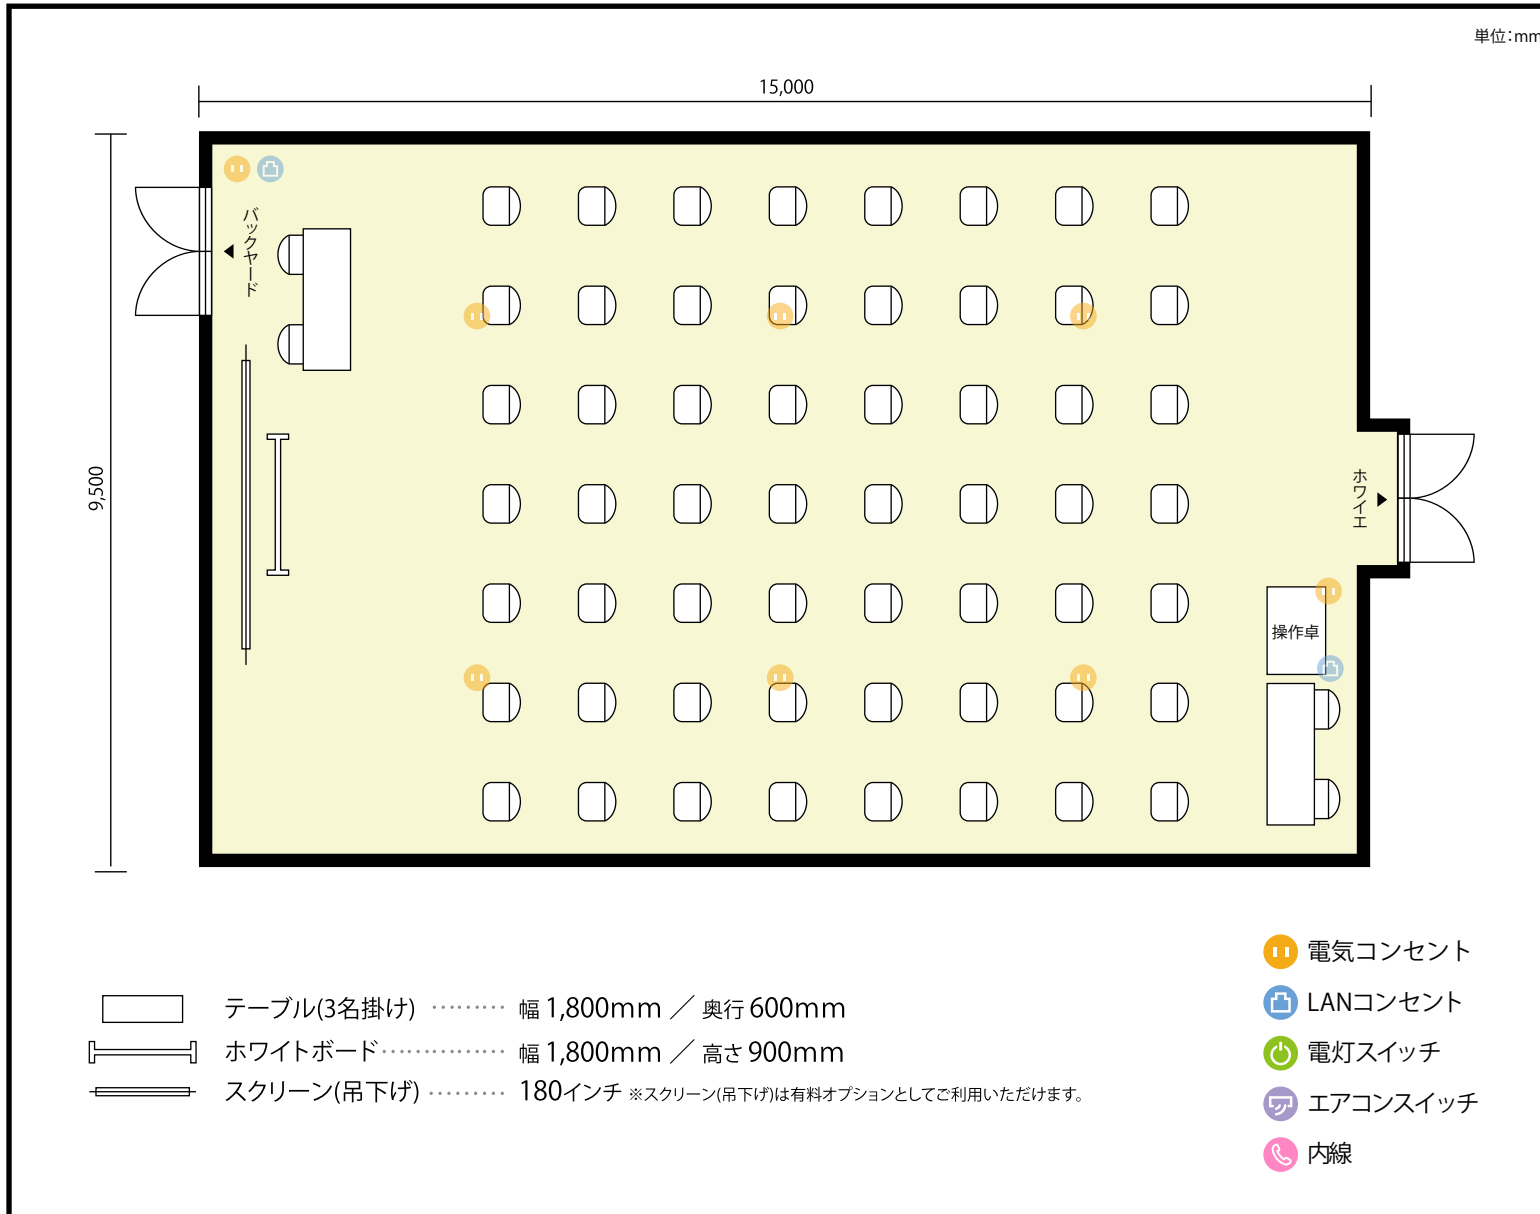 単位：mm
15,000
バックヤード
9,500
ホワイエ
操作卓
テーブル(3名掛け) ········· 幅 1,800mm ／ 奥行 600mm
ホワイトボード ·············· 幅 1,800mm ／ 高さ 900mm
スクリーン(吊下げ) ········· 180インチ ※スクリーン(吊下げ)は有料オプションとしてご利用いただけます。
電気コンセント
LANコンセント
電灯スイッチ
エアコンスイッチ
内線